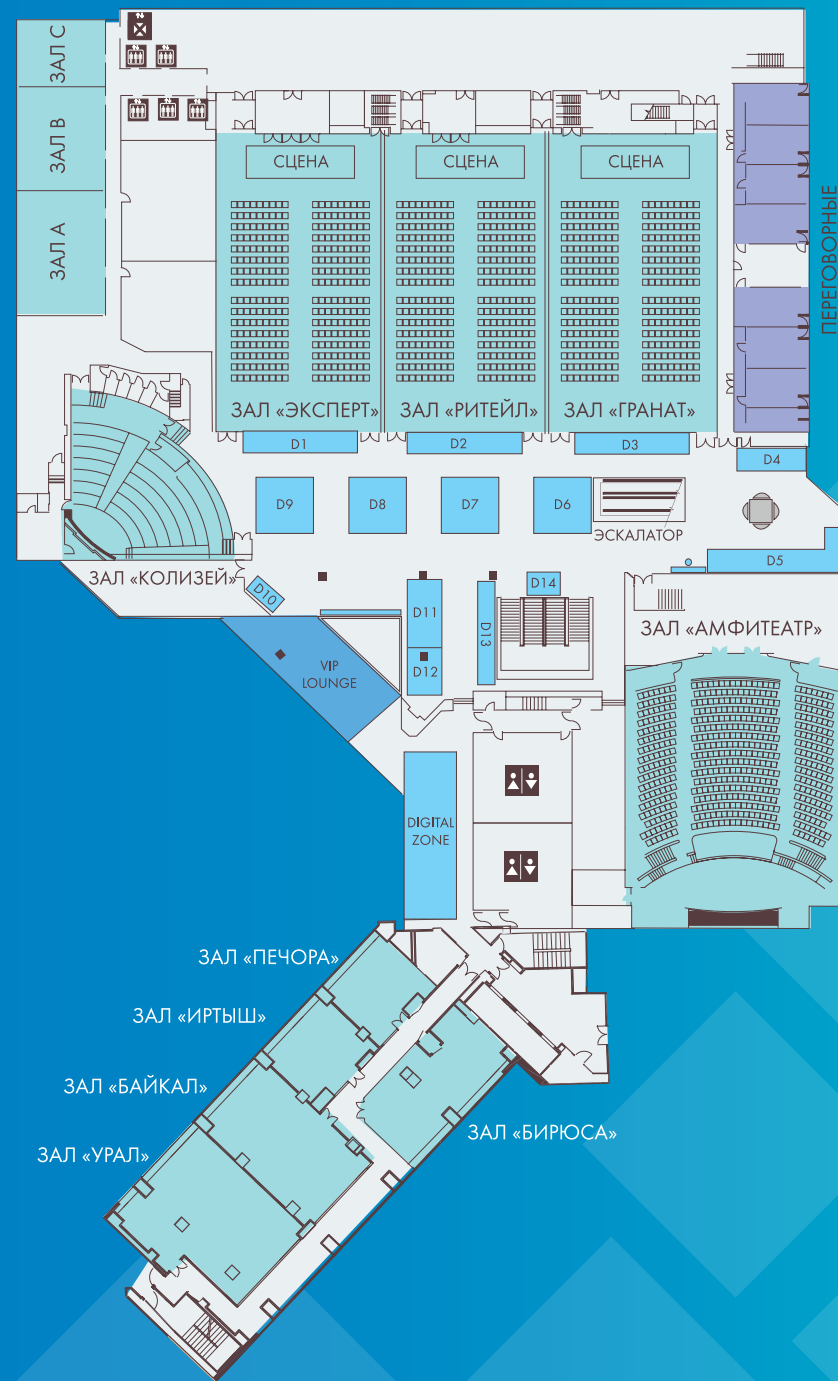 ЗАЛ С
ЗАЛ В
ЗАЛ А
СЦЕНА
СЦЕНА
СЦЕНА
ПЕРЕГОВОРНЫЕ
ЗАЛ «ЭКСПЕРТ»
ЗАЛ «РИТЕЙЛ»
ЗАЛ «ГРАНАТ»
D1
D2
D3
D4
D9
D8
D7
D6
ЭСКАЛАТОР
D5
ЗАЛ «КОЛИЗЕЙ»
D10
D11
D14
D13
ЗАЛ «АМФИТЕАТР»
VIP
LOUNGE
D12
DIGITAL
ZONE
ЗАЛ «ПЕЧОРА»
ЗАЛ «ИРТЫШ»
ЗАЛ «БАЙКАЛ»
ЗАЛ «БИРЮСА»
ЗАЛ «УРАЛ»